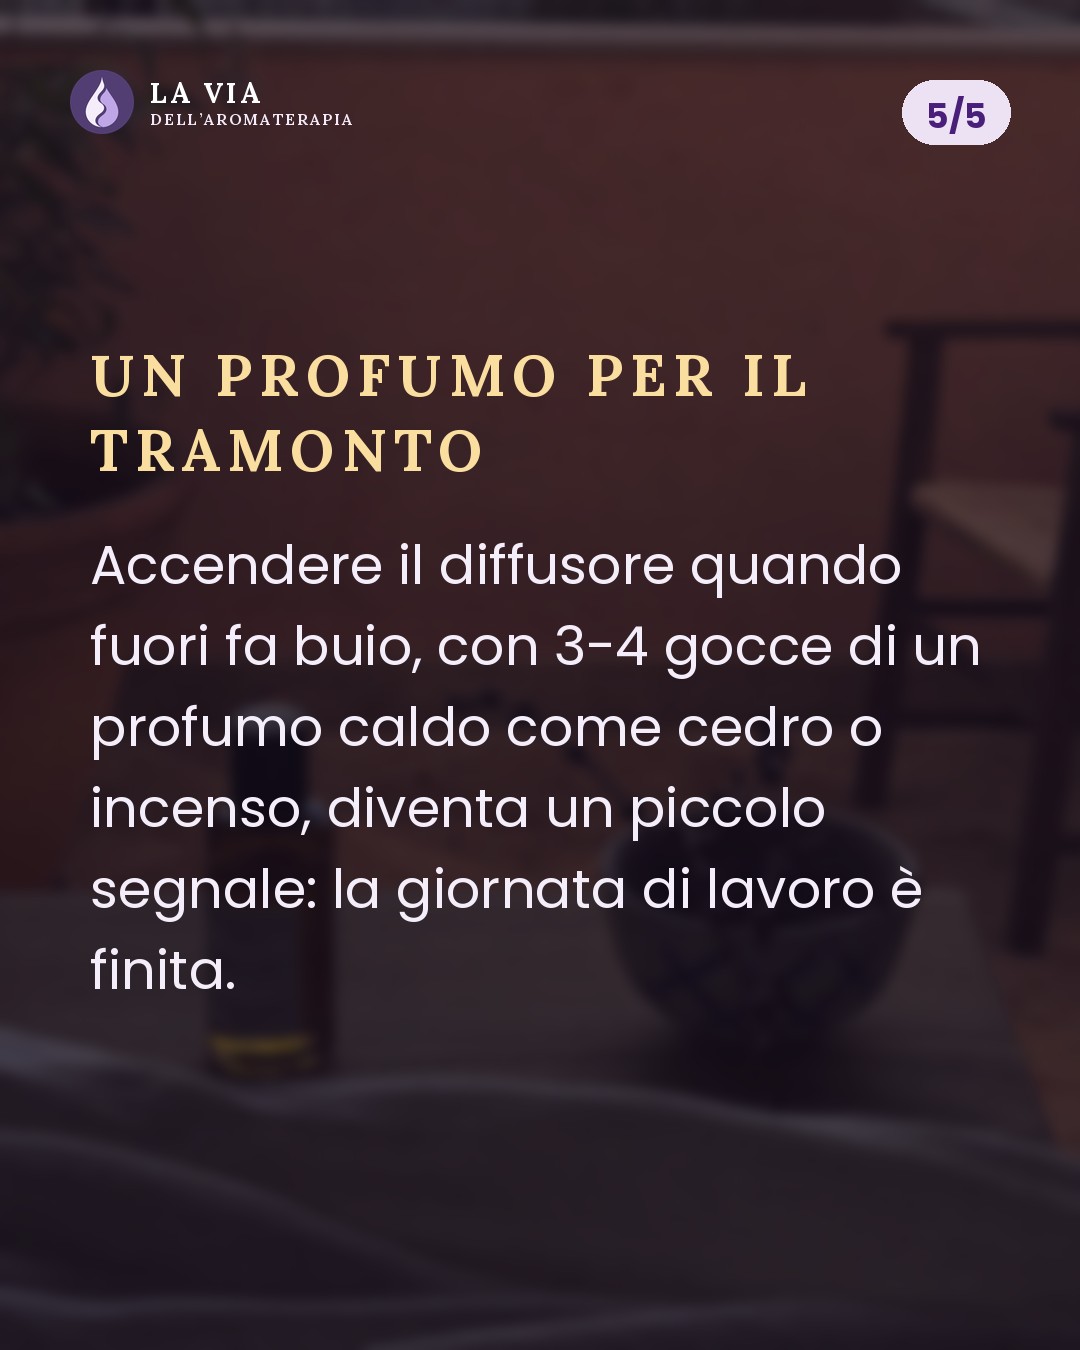 LA VIA
DELL'AROMATERAPIA
5/5
UN PROFUMO PER IL
TRAMONTO
Accendere il diffusore quando
fuori fa buio, con 3-4 gocce di un
profumo caldo come cedro o
incenso, diventa un piccolo
segnale: la giornata di lavoro è
finita.